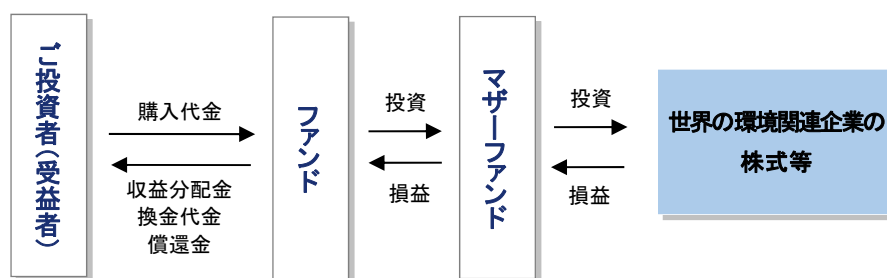 ご投資者(受益者)
購入代金
収益分配金
換金代金
償還金
ファンド
投資
損益
マザーファンド
投資
損益
世界の環境関連企業の
株式等